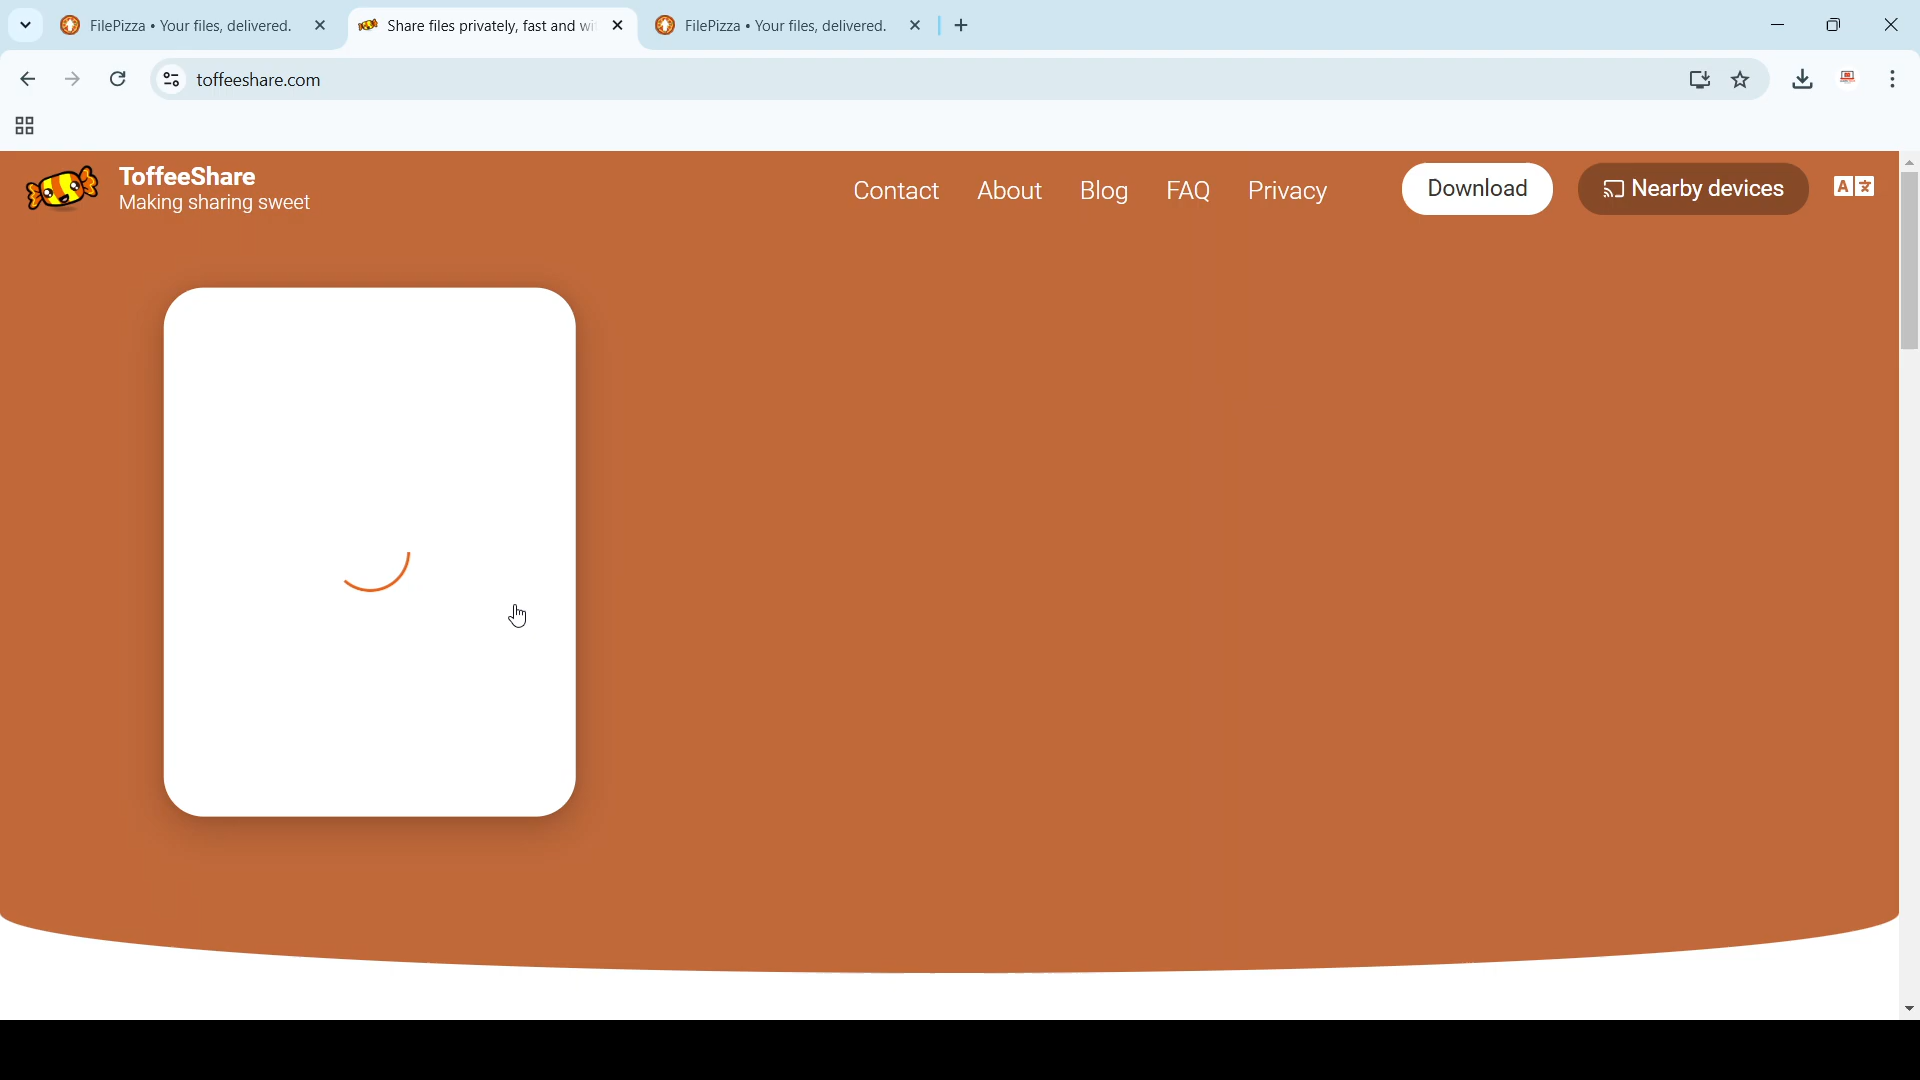 FilePizza • Your files, delivered.
Share files privately, fast and wi
FilePizza • Your files, delivered.
toffeeshare.com
ToffeeShare
Making sharing sweet
Contact About Blog FAQ Privacy Download Nearby devices